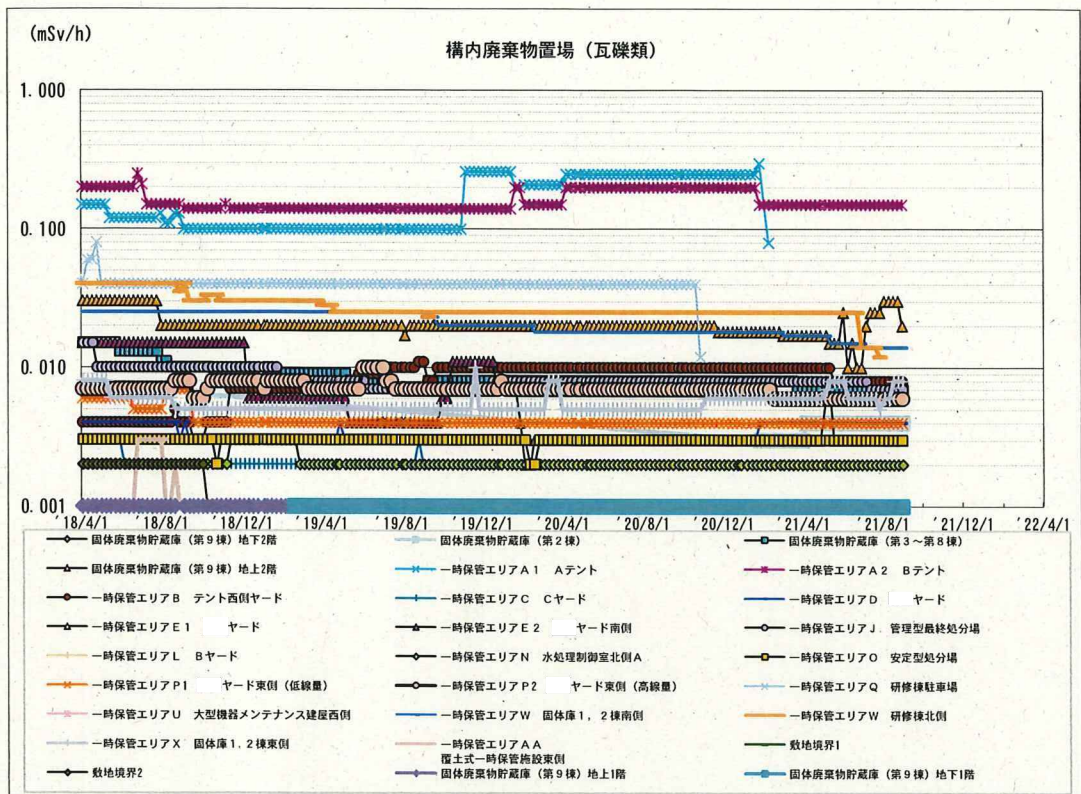 (mSv/h)
構内廃棄物置場（瓦礫類）
1.000
0.100
0.010
0.001
'18/4/1 '18/8/1 '18/12/1 '19/4/1 '19/8/1 '19/12/1 '20/4/1 '20/8/1 '20/12/1 '21/4/1 '21/8/1 '21/12/1 '22/4/1
固体廃棄物貯蔵庫（第９棟）地下2階 固体廃棄物貯蔵庫（第２棟） 固体廃棄物貯蔵庫（第３～第８棟）
固体廃棄物貯蔵庫（第９棟）地上2階 一時保管エリアＡ１　Ａテント 一時保管エリアＡ２　Ｂテント
一時保管エリアＢ　テント西側ヤード 一時保管エリアＣ　Ｃヤード 一時保管エリアＤ　ヤード
一時保管エリアＥ１　ヤード 一時保管エリアＥ２　ヤード南側 一時保管エリアＪ　管理型最終処分場
一時保管エリアＬ　Ｂヤード 一時保管エリアＮ　水処理制御室北側Ａ 一時保管エリアＯ　安定型処分場
一時保管エリアＰ１　ヤード東側（低線量） 一時保管エリアＰ２　ヤード東側（高線量） 一時保管エリアＱ　研修棟駐車場
一時保管エリアＵ　大型機器メンテナンス建屋西側 一時保管エリアＷ　固体庫１，２棟南側 一時保管エリアＷ　研修棟北側
一時保管エリアＸ　固体庫１，２棟東側 一時保管エリアＡＡ 敷地境界1
覆土式一時保管施設東側
敷地境界2 固体廃棄物貯蔵庫（第９棟）地上1階 固体廃棄物貯蔵庫（第９棟）地下1階